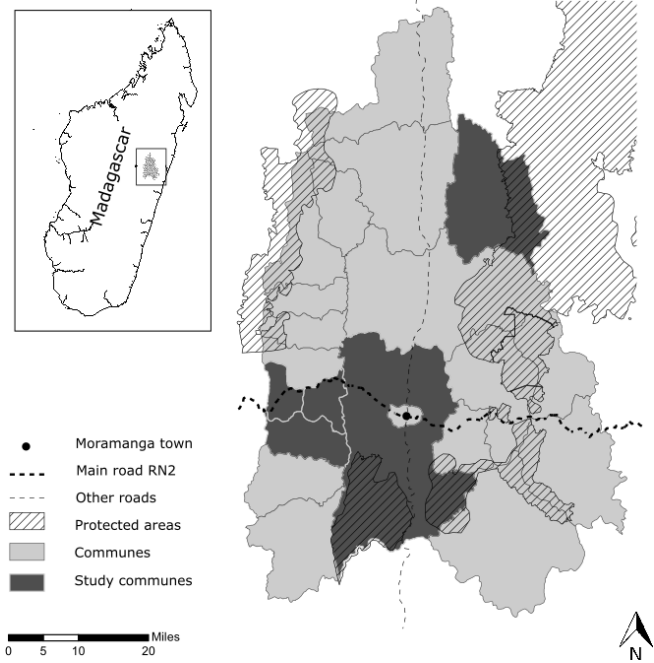 Madagascar
Moramanga town
Main road RN2
Other roads
Protected areas
Communes
Study communes
Miles
0 5 10 20
N